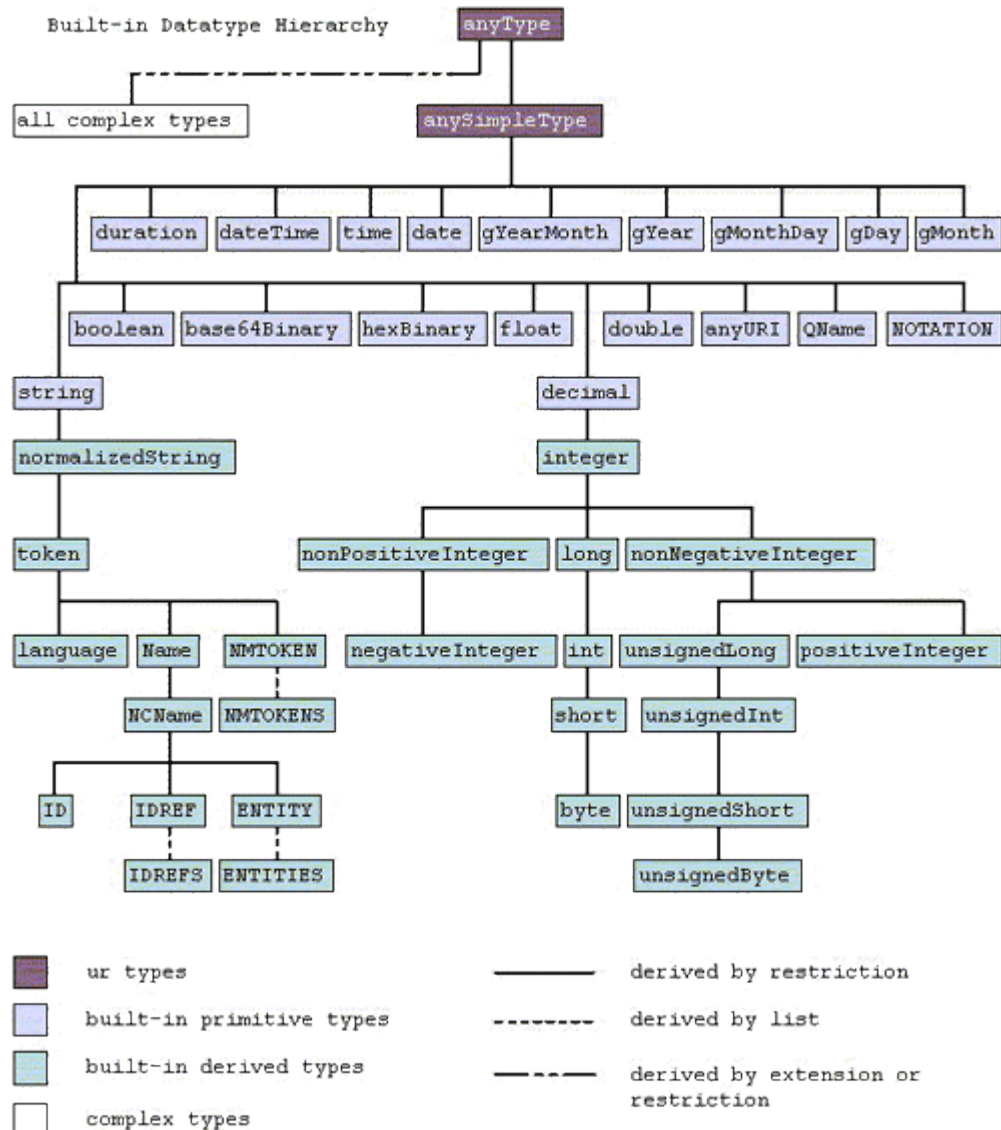 Built-in Datatype Hierarchy
anyType
all complex types
anySimpleType
duration dateTime time date gYearMonth gYear gMonthDay gDay gMonth
boolean base64Binary hexBinary float double anyURI QName NOTATION
string decimal
normalizedString integer
token nonPositiveInteger long nonNegativeInteger
language Name NMTOKEN negativeInteger int unsignedLong positiveInteger
NCName NMTOKENS short unsignedInt
ID IDREF ENTITY byte unsignedShort
IDREFS ENTITIES unsignedByte
ur types derived by restriction
built-in primitive types derived by list
built-in derived types derived by extension or
restriction
complex types